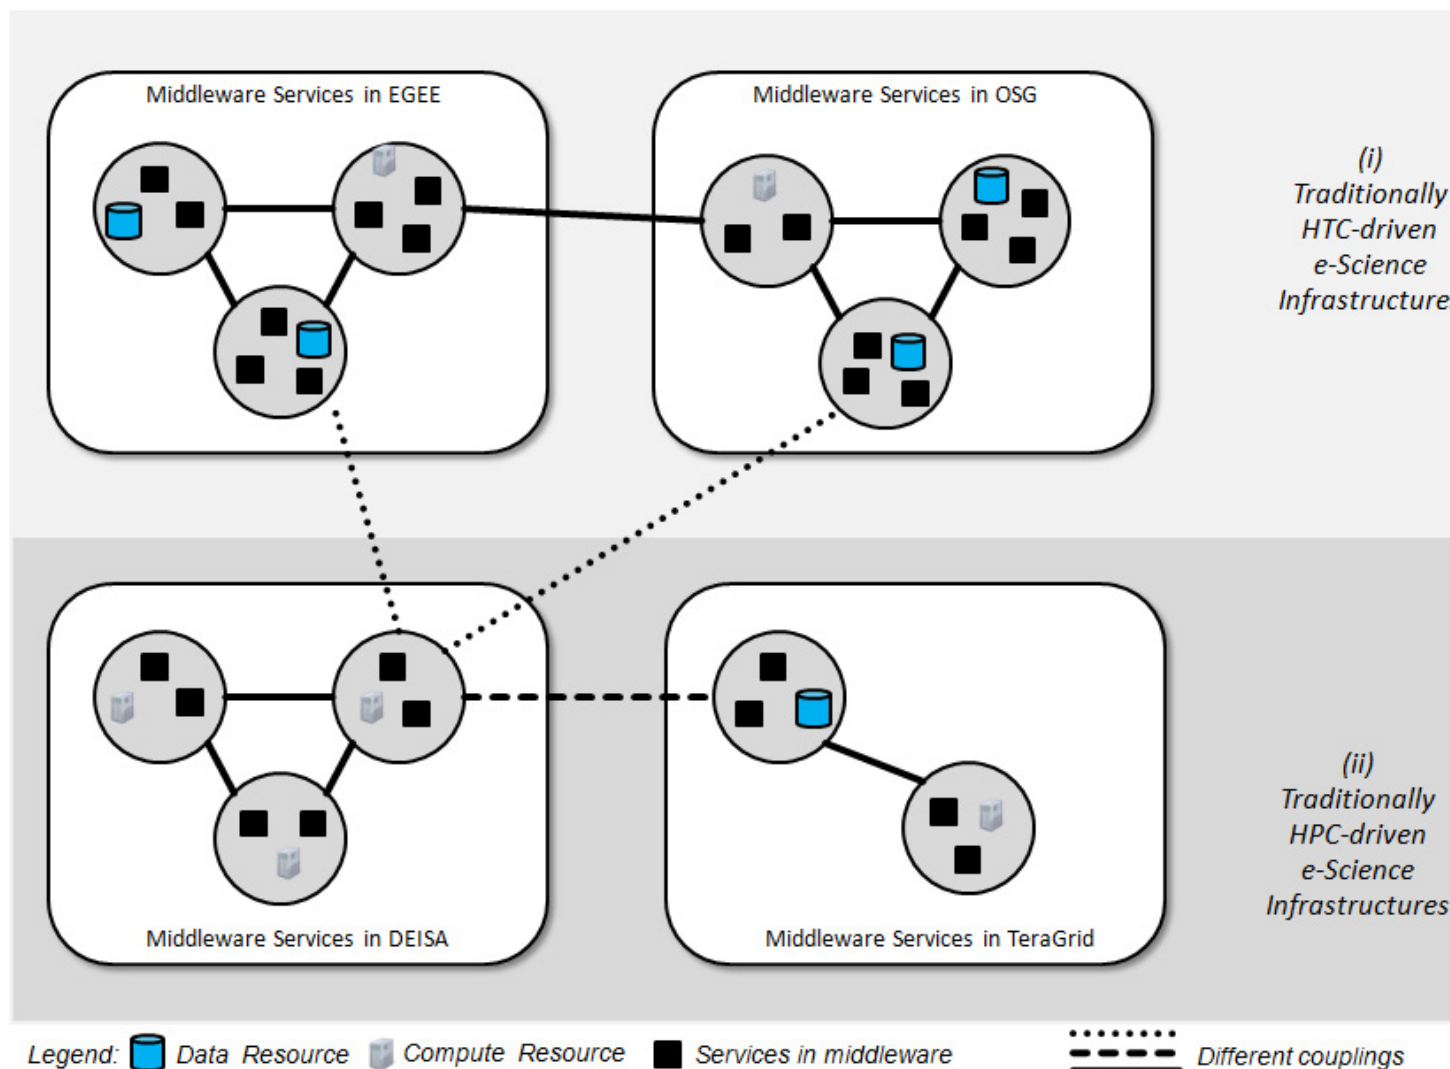 Middleware Services in EGEE
Middleware Services in OSG
(i)
Traditionally
HTC-driven
e-Science
Infrastructure
(ii)
Traditionally
HPC-driven
e-Science
Infrastructures
Middleware Services in DEISA
Middleware Services in TeraGrid
Legend: Data Resource Compute Resource Services in middleware Different couplings